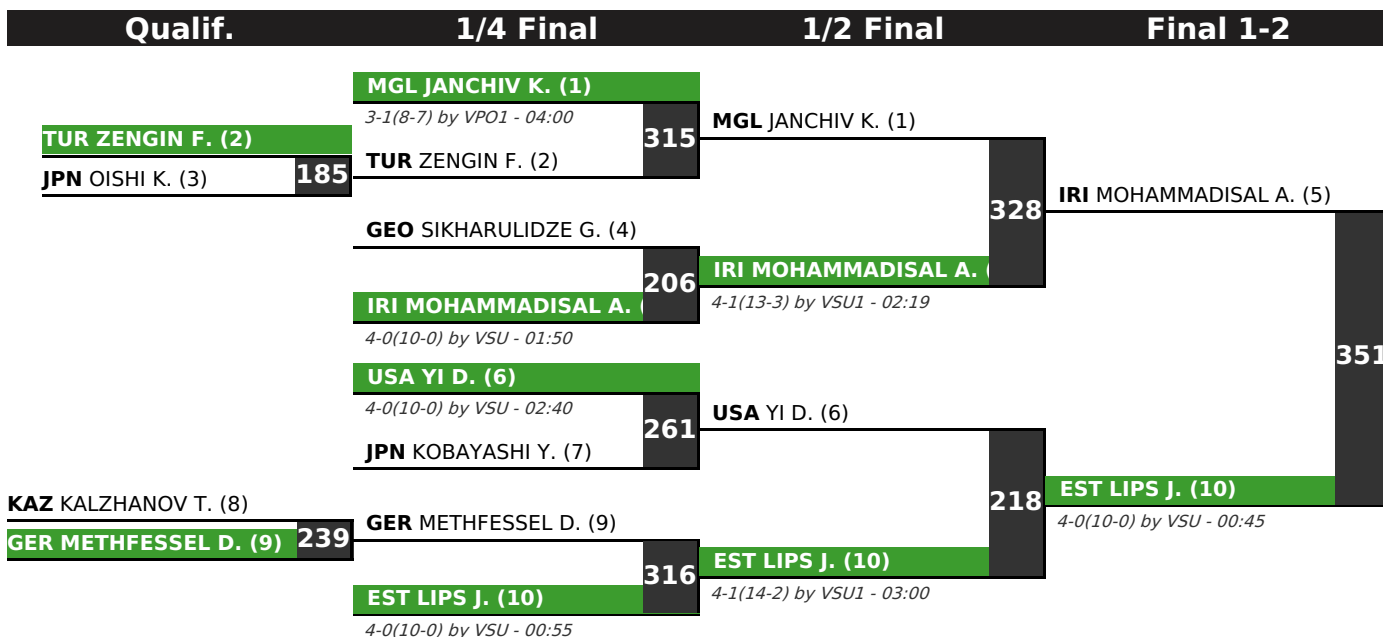 Qualif. 1/4 Final 1/2 Final Final 1-2
MGL JANCHIV K. (1)
3-1(8-7) by VPO1 - 04:00
315
TUR ZENGIN F. (2)
TUR ZENGIN F. (2)
JPN OISHI K. (3)
185
MGL JANCHIV K. (1)
328
GEO SIKHARULIDZE G. (4)
206
IRI MOHAMMADISAL A. (
4-0(10-0) by VSU - 01:50
IRI MOHAMMADISAL A. (
4-1(13-3) by VSU1 - 02:19
IRI MOHAMMADISAL A. (5)
351
USA YI D. (6)
4-0(10-0) by VSU - 02:40
261
JPN KOBAYASHI Y. (7)
USA YI D. (6)
218
KAZ KALZHANOV T. (8)
GER METHFESSEL D. (9)
239
GER METHFESSEL D. (9)
316
EST LIPS J. (10)
4-0(10-0) by VSU - 00:55
EST LIPS J. (10)
4-1(14-2) by VSU1 - 03:00
EST LIPS J. (10)
4-0(10-0) by VSU - 00:45